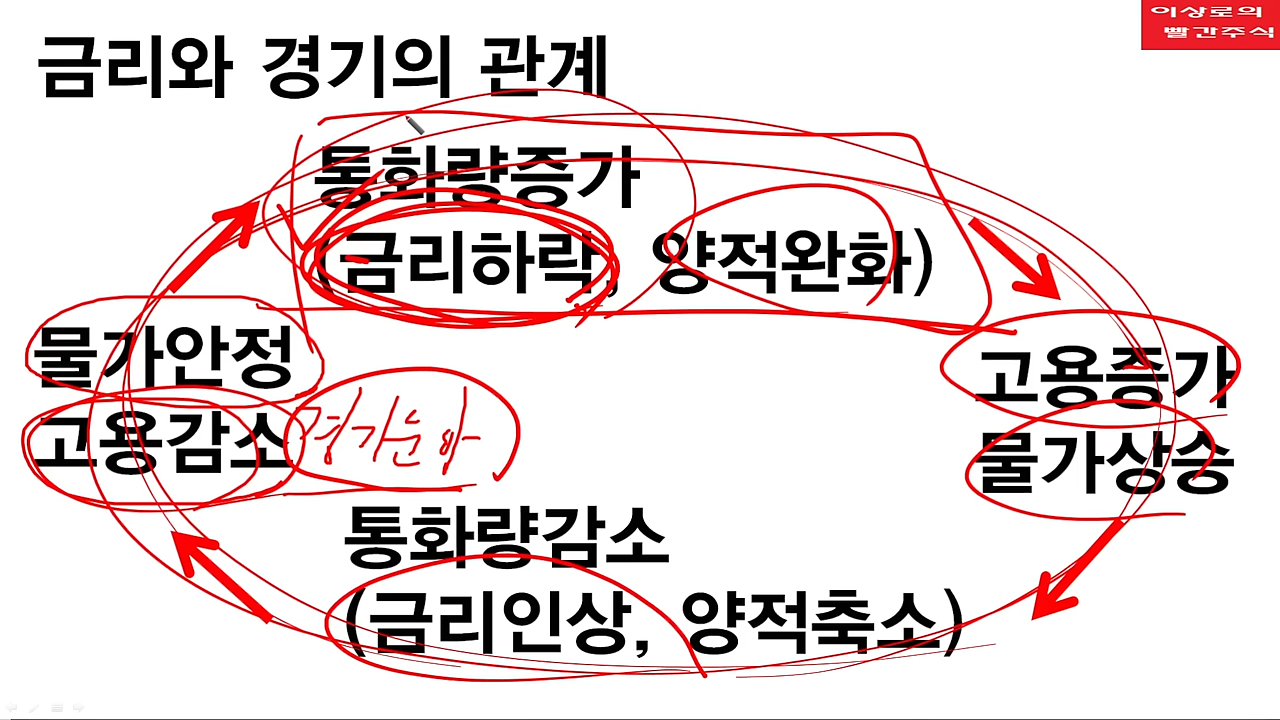 이상로의
빨간주식
금리와 경기의 관계
통화량증가
(금리하락, 양적완화)
물가안정
고용감소
고용증가
물가상승
경기둔화
통화량감소
(금리인상, 양적축소)